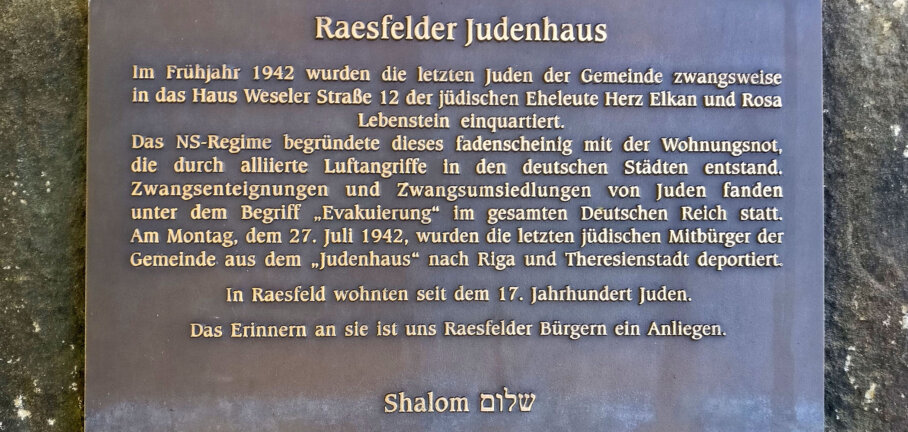 Raesfelder Judenhaus
Im Frühjahr 1942 wurden die letzten Juden der Gemeinde zwangsweise
in das Haus Weseler Straße 12 der jüdischen Eheleute Herz Elkan und Rosa
Lebenstein einquartiert.
Das NS-Regime begründete dieses fadenscheinig mit der Wohnungsnot,
die durch alliierte Luftangriffe in den deutschen Städten entstand.
Zwangsenteignungen und Zwangsumsiedlungen von Juden fanden
unter dem Begriff „Evakuierung“ im gesamten Deutschen Reich statt.
Am Montag, dem 27. Juli 1942, wurden die letzten jüdischen Mitbürger der
Gemeinde aus dem „Judenhaus“ nach Riga und Theresienstadt deportiert.
In Raesfeld wohnten seit dem 17. Jahrhundert Juden.
Das Erinnern an sie ist uns Raesfelder Bürgern ein Anliegen.
Shalom שלום